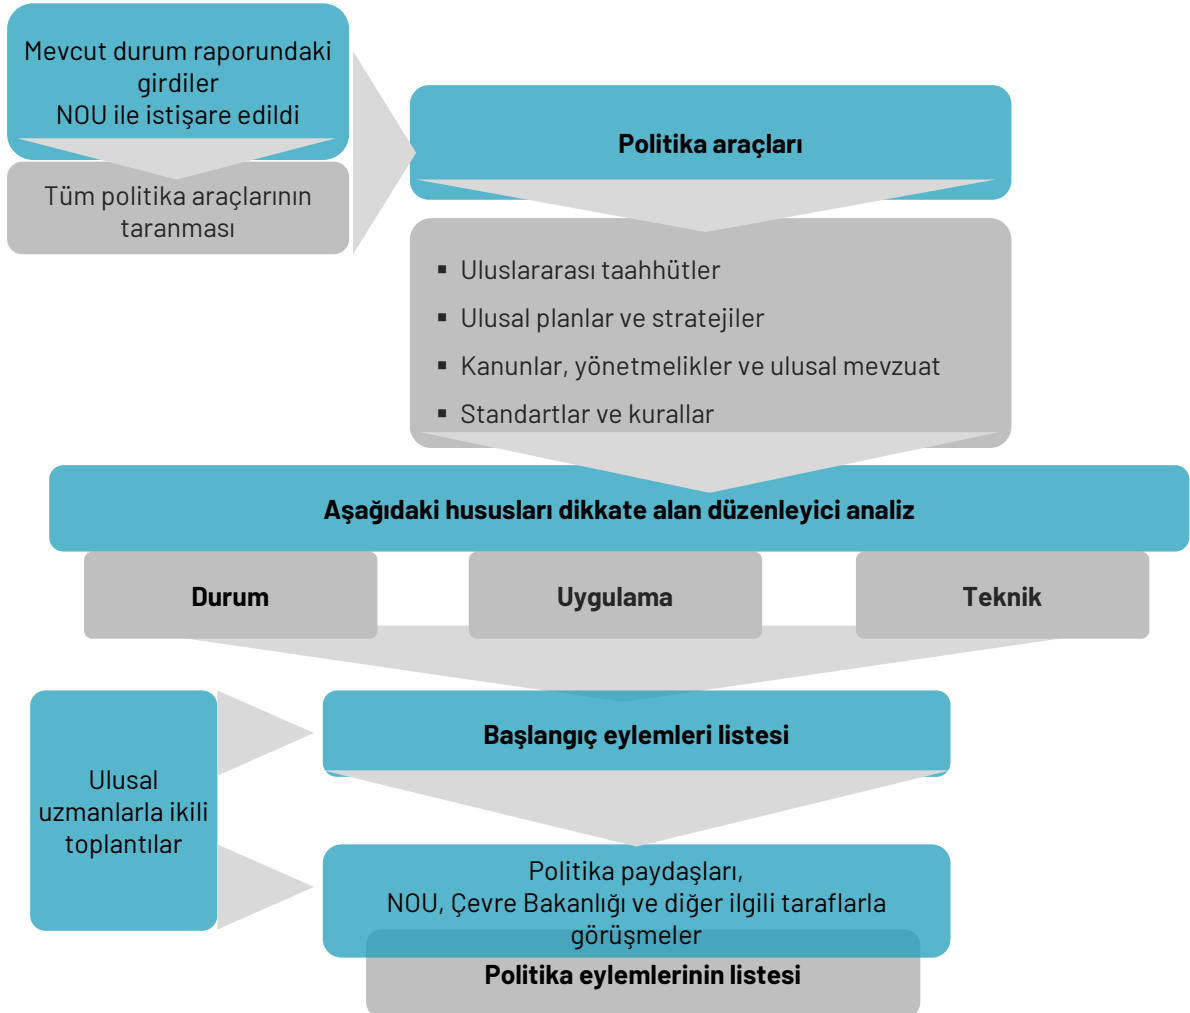 Mevcut durum raporundaki
girdiler
NOU ile istişare edildi
Tüm politika araçlarının
taranması
Politika araçları
▪ Uluslararası taahhütler
▪ Ulusal planlar ve stratejiler
▪ Kanunlar, yönetmelikler ve ulusal mevzuat
▪ Standartlar ve kurallar
Aşağıdaki hususları dikkate alan düzenleyici analiz
Durum
Uygulama
Teknik
Ulusal
uzmanlarla ikili
toplantılar
Başlangıç eylemleri listesi
Politika paydaşları,
NOU, Çevre Bakanlığı ve diğer ilgili taraflarla
görüşmeler
Politika eylemlerinin listesi